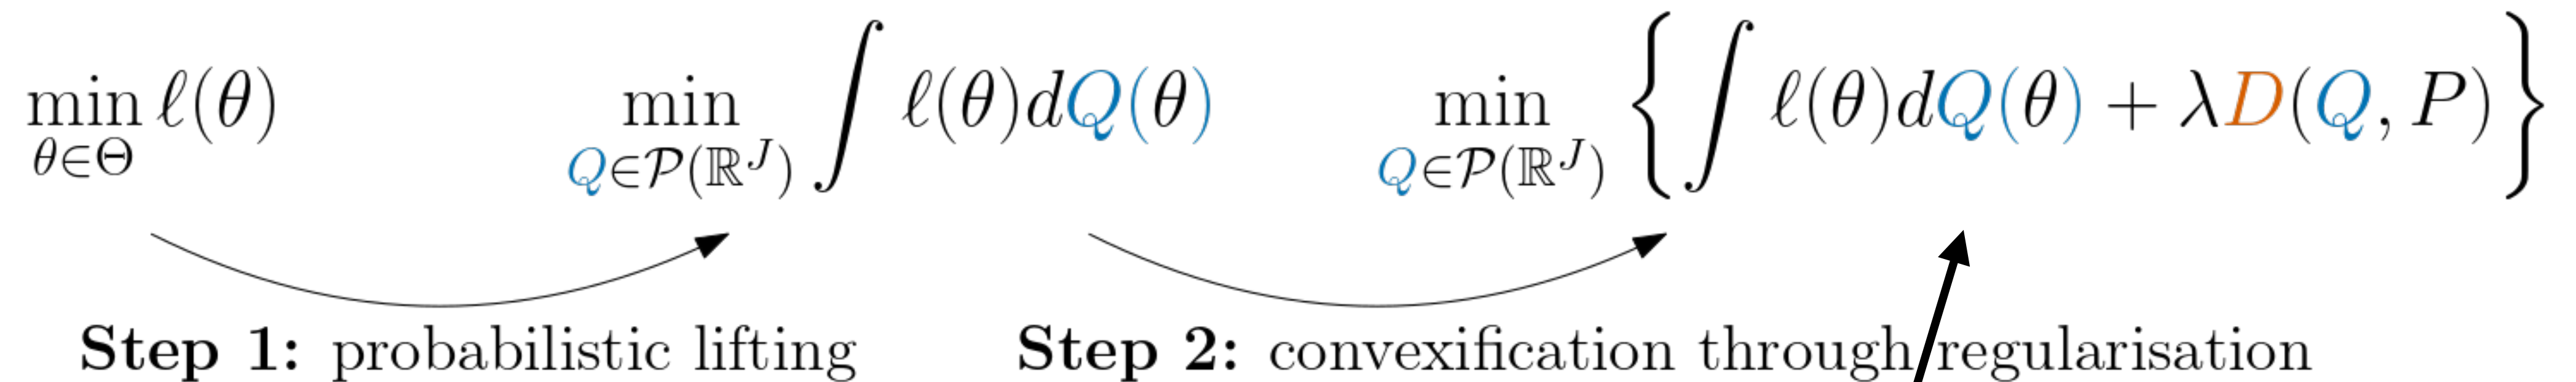 min θ∈Θ ℓ(θ)
min Q∈𝒫(ℝ^J) ∫ ℓ(θ)dQ(θ)
min Q∈𝒫(ℝ^J) { ∫ ℓ(θ)dQ(θ) + λD(Q, P) }
Step 1: probabilistic lifting
Step 2: convexification through regularisation